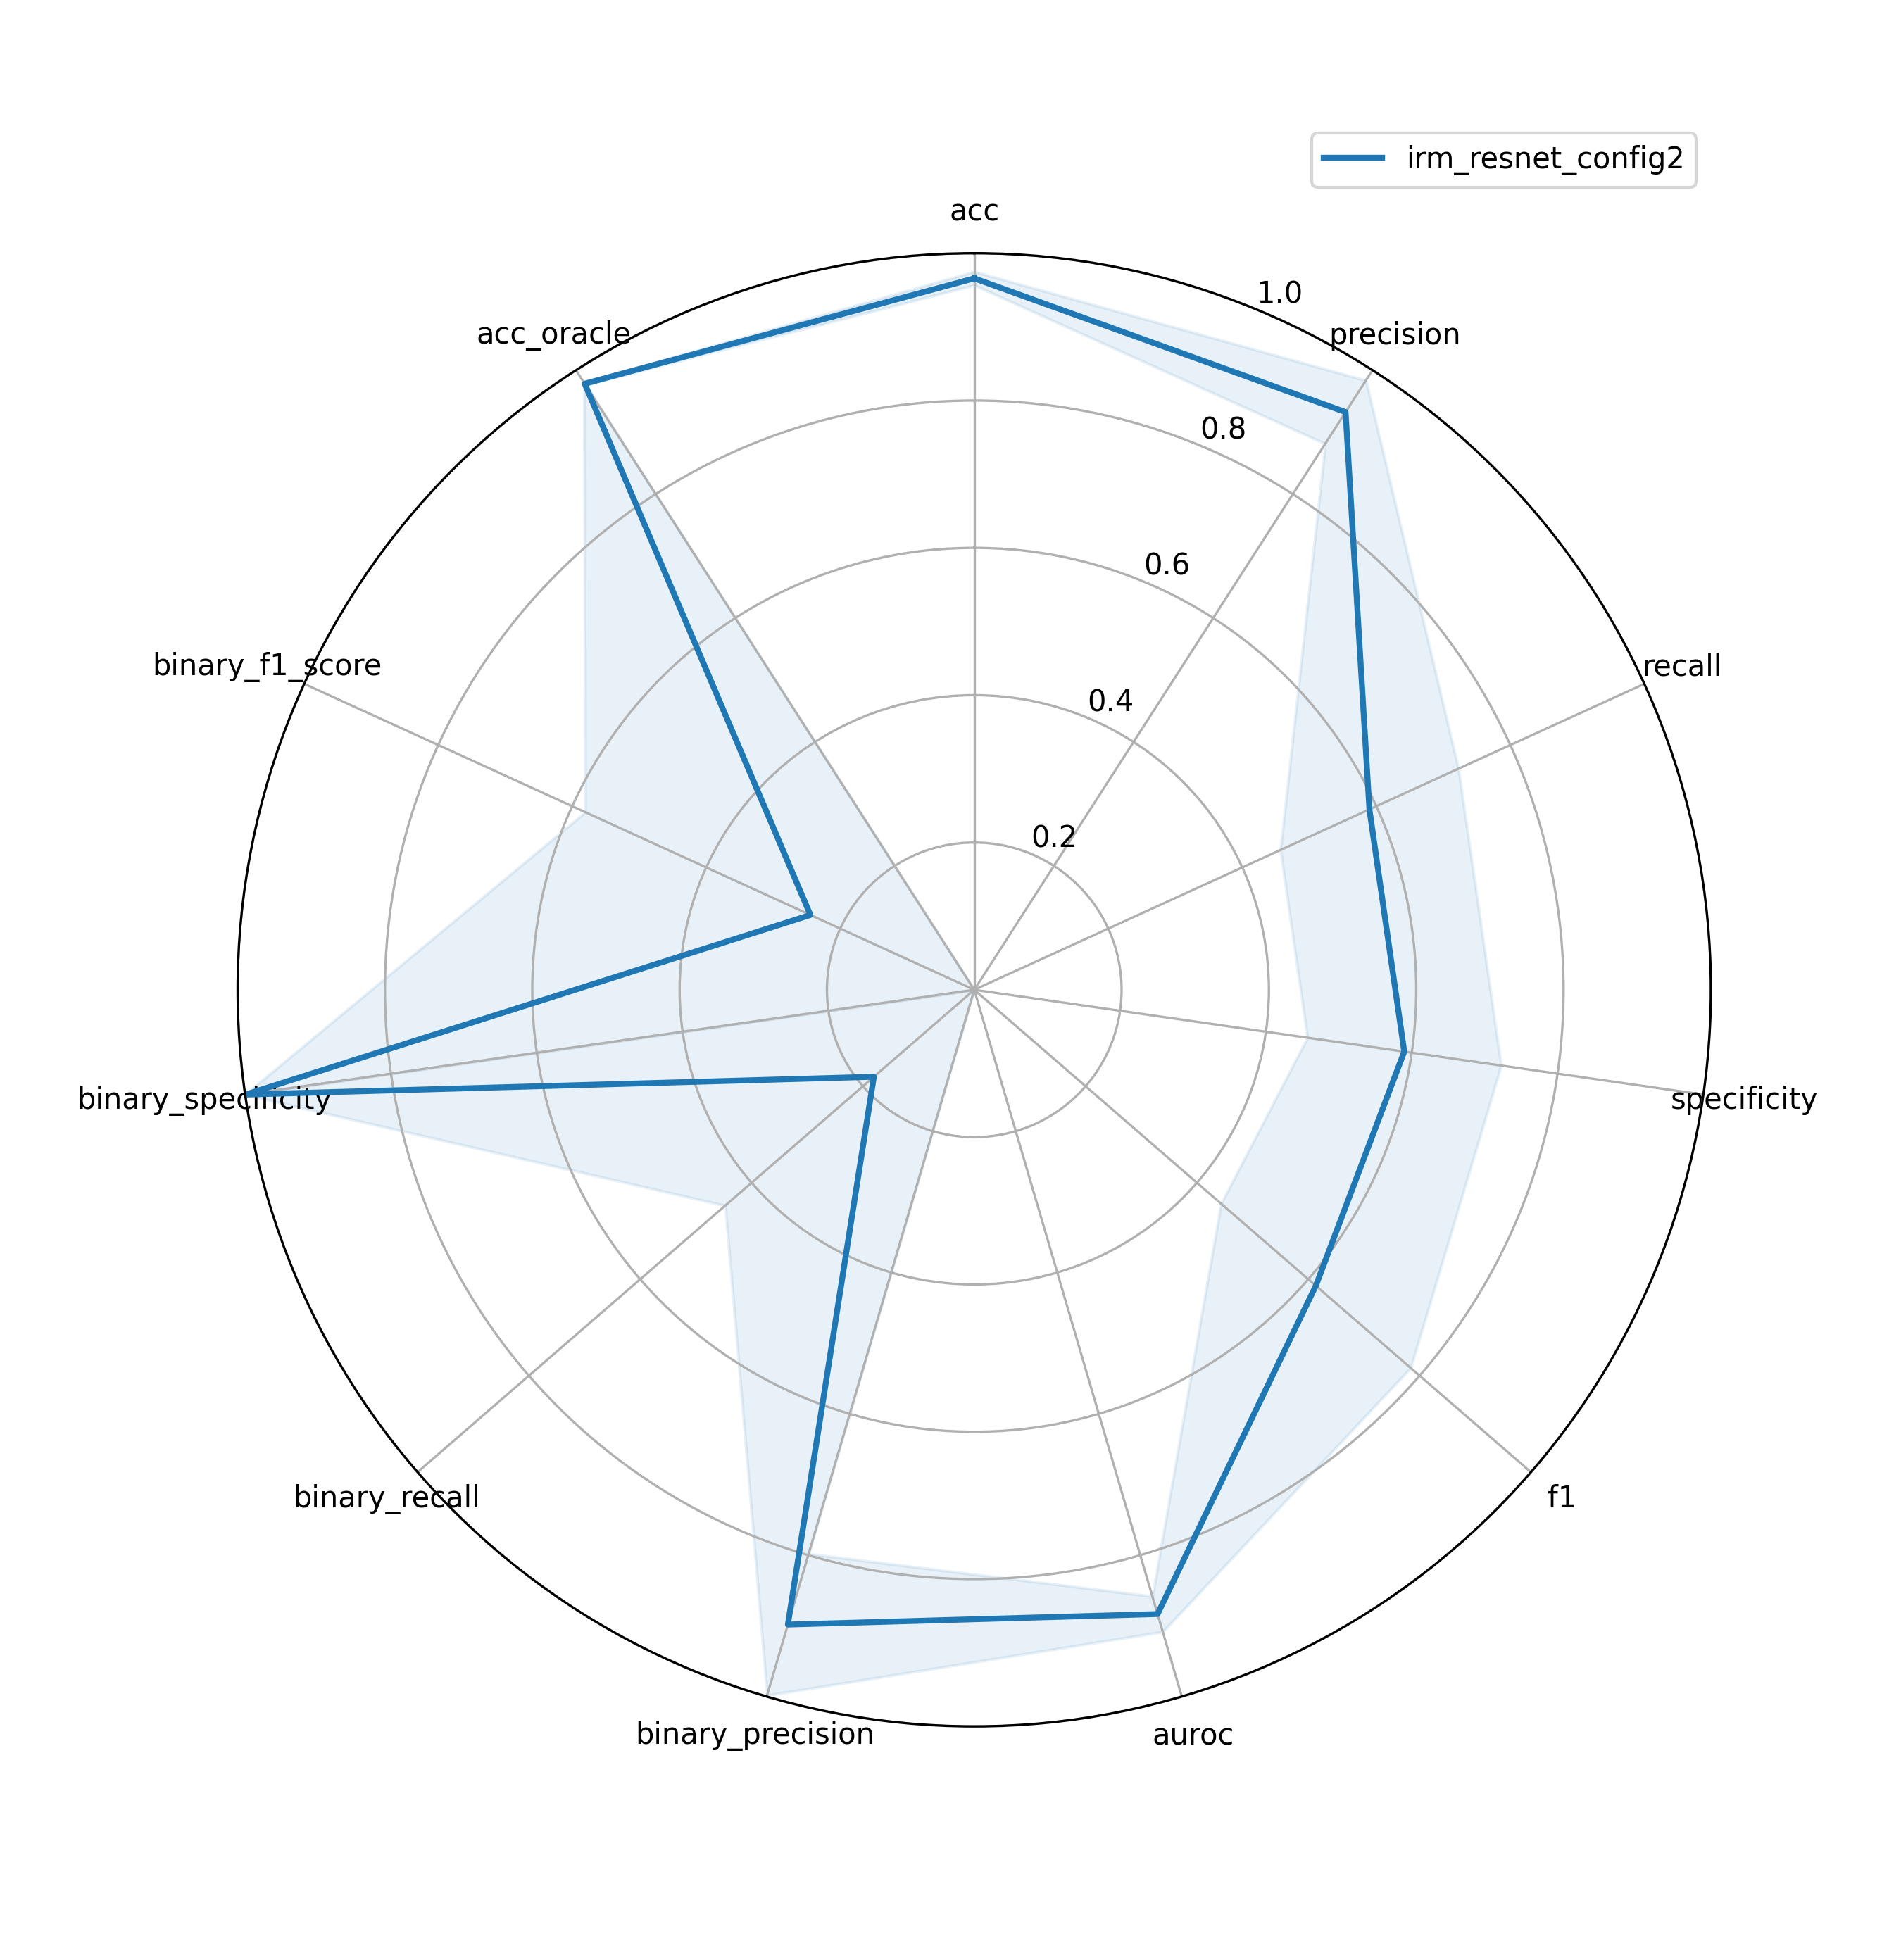 irm_resnet_config2
acc
1.0
acc_oracle
precision
0.8
0.6
binary_f1_score
recall
0.4
0.2
binary_specificity
specificity
binary_recall
f1
binary_precision
auroc